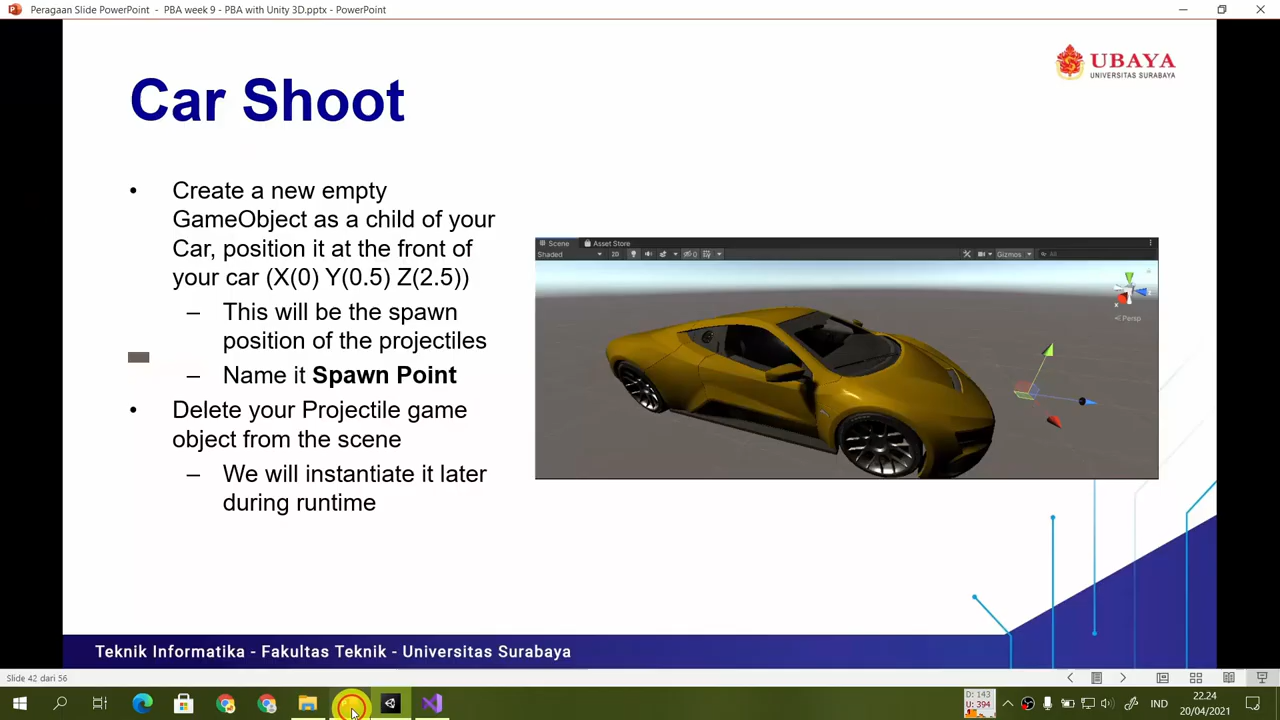 Peragaan Slide PowerPoint - PBA week 9 - PBA with Unity 3D.pptx - PowerPoint
UBAYA
UNIVERSITAS SURABAYA
Car Shoot
• Create a new empty
GameObject as a child of your
Car, position it at the front of
your car (X(0) Y(0.5) Z(2.5))
– This will be the spawn
position of the projectiles
– Name it Spawn Point
• Delete your Projectile game
object from the scene
– We will instantiate it later
during runtime
Scene Asset Store
Shaded 2D Gizmos All
Persp
Teknik Informatika - Fakultas Teknik - Universitas Surabaya
Slide 42 dari 56
D: 143
U: 394
IND
22.24
20/04/2021